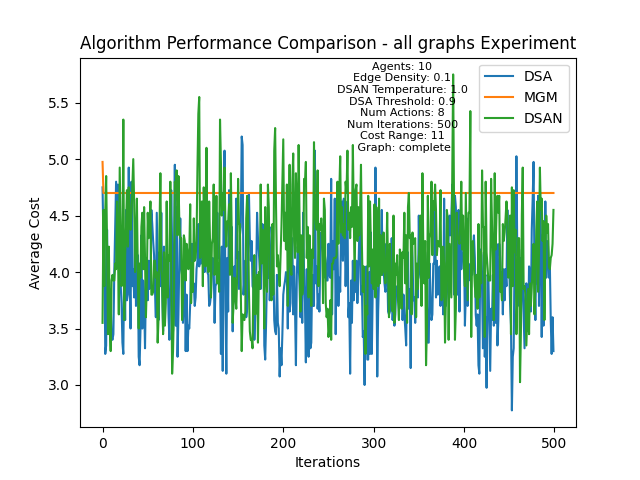 Algorithm Performance Comparison - all graphs Experiment
Agents: 10
Edge Density: 0.1
DSAN Temperature: 1.0
DSA Threshold: 0.9
Num Actions: 8
Num Iterations: 500
Cost Range: 11
Graph: complete
DSA
MGM
DSAN
Average Cost
5.5
5.0
4.5
4.0
3.5
3.0
0
100
200
300
400
500
Iterations